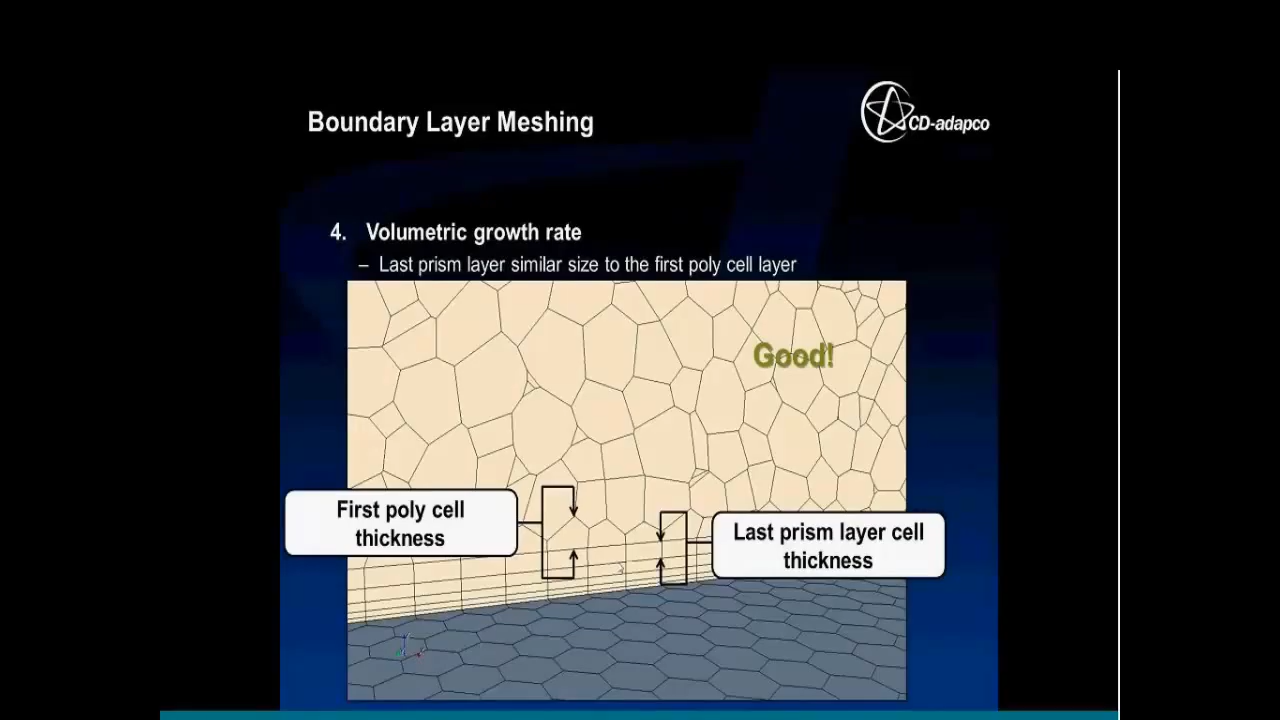 Boundary Layer Meshing
CD-adapco
4. Volumetric growth rate
– Last prism layer similar size to the first poly cell layer
Good!
First poly cell
thickness
Last prism layer cell
thickness